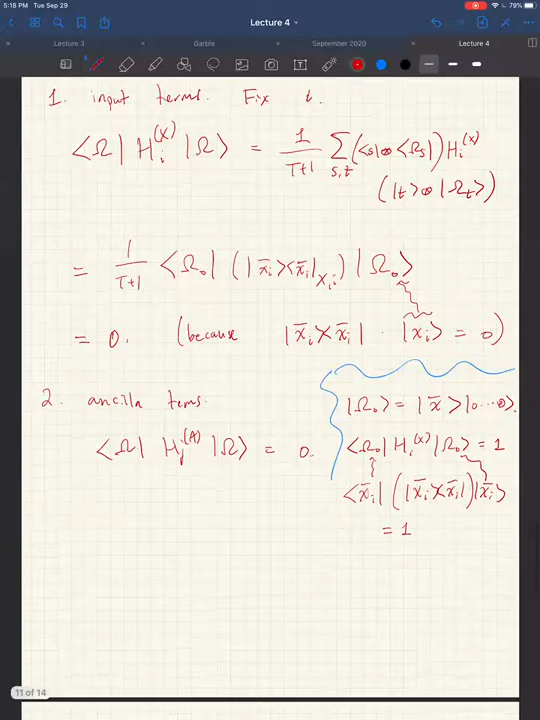 5:18 PM Tue Sep 29
79%
Lecture 4
Lecture 3
Garble
September 2020
Lecture 4
1. input terms. Fix i.
⟨Ω| H_i^(X) |Ω⟩ = 1/(T+1) Σ_{s,t} (⟨s|⊗⟨Ω_s|) H_i^(X)
(|t⟩⊗|Ω_t⟩)
= 1/(T+1) ⟨Ω_0| (|x̄_i⟩⟨x̄_i|_{X_i}) |Ω_0⟩
= 0. (because |x̄_i⟩⟨x̄_i| · |x_i⟩ = 0)
2. ancilla terms.
⟨Ω| H_j^(A) |Ω⟩ = 0.
|Ω_0⟩ = |x̄⟩|0···0⟩.
⟨Ω_0| H_i^(X) |Ω_0⟩ = 1
⟨x̄_i| (|x̄_i⟩⟨x̄_i|) |x̄_i⟩
= 1
11 of 14